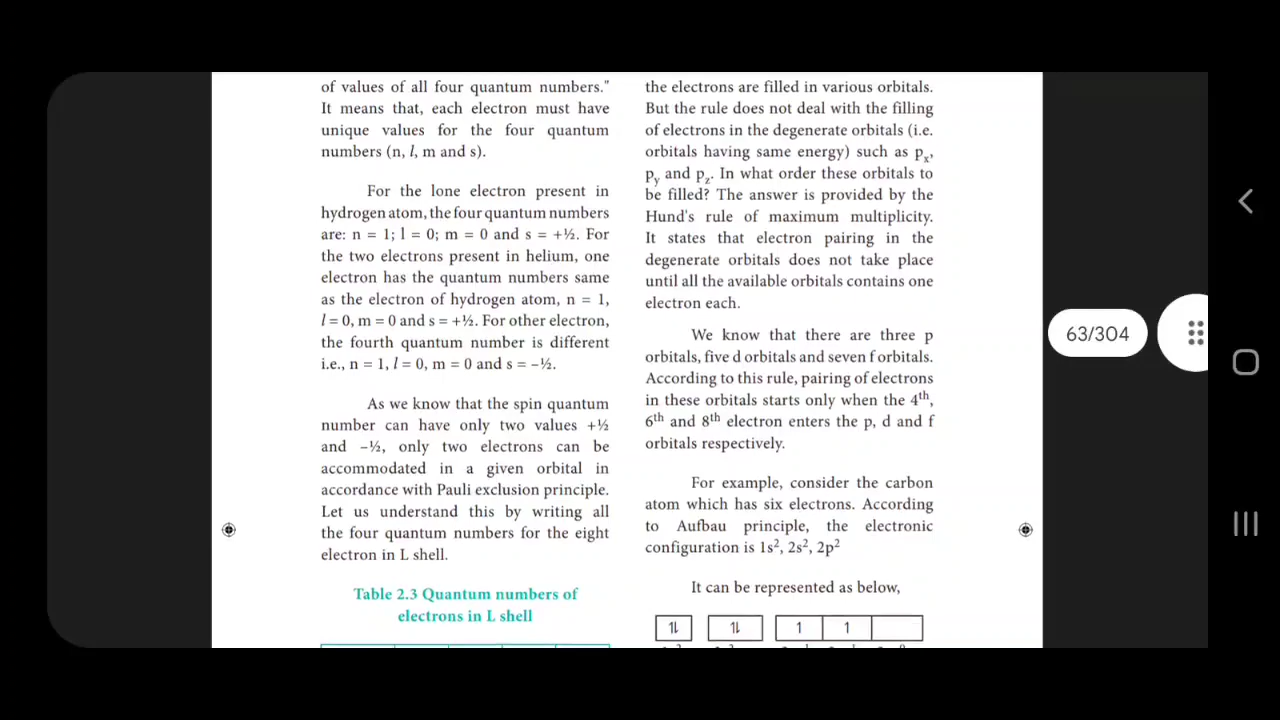 of values of all four quantum numbers."
It means that, each electron must have
unique values for the four quantum
numbers (n, l, m and s).
For the lone electron present in
hydrogen atom, the four quantum numbers
are: n = 1; l = 0; m = 0 and s = +½. For
the two electrons present in helium, one
electron has the quantum numbers same
as the electron of hydrogen atom, n = 1,
l = 0, m = 0 and s = +½. For other electron,
the fourth quantum number is different
i.e., n = 1, l = 0, m = 0 and s = –½.
As we know that the spin quantum
number can have only two values +½
and –½, only two electrons can be
accommodated in a given orbital in
accordance with Pauli exclusion principle.
Let us understand this by writing all
the four quantum numbers for the eight
electron in L shell.
Table 2.3 Quantum numbers of
electrons in L shell
the electrons are filled in various orbitals.
But the rule does not deal with the filling
of electrons in the degenerate orbitals (i.e.
orbitals having same energy) such as pₓ,
p_y and p_z. In what order these orbitals to
be filled? The answer is provided by the
Hund's rule of maximum multiplicity.
It states that electron pairing in the
degenerate orbitals does not take place
until all the available orbitals contains one
electron each.
We know that there are three p
orbitals, five d orbitals and seven f orbitals.
According to this rule, pairing of electrons
in these orbitals starts only when the 4th,
6th and 8th electron enters the p, d and f
orbitals respectively.
For example, consider the carbon
atom which has six electrons. According
to Aufbau principle, the electronic
configuration is 1s², 2s², 2p²
It can be represented as below,
⥮ ⥮ ↿ ↿
63/304